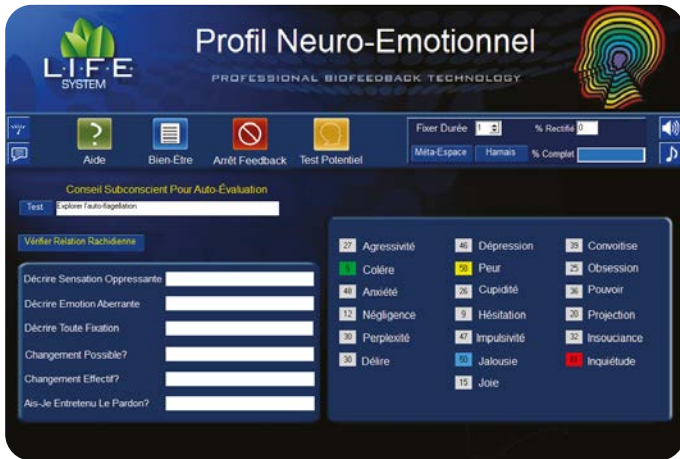 L·I·F·E
SYSTEM
Profil Neuro-Emotionnel
PROFESSIONAL BIOFEEDBACK TECHNOLOGY
Aide
Bien-Être
Arrêt Feedback
Test Potentiel
Fixer Durée 1
% Rectifié 0
Méta-Espace
Harnais
% Complet
Conseil Subconscient Pour Auto-Évaluation
Test Explorer l'auto-flagellation
Vérifier Relation Rachidienne
Décrire Sensation Oppressante
Décrire Emotion Aberrante
Décrire Toute Fixation
Changement Possible?
Changement Effectif?
Ais-Je Entretenu Le Pardon?
27 Agressivité
Colére
48 Anxiété
12 Négligence
30 Perplexité
30 Délire
46 Dépression
58 Peur
26 Cupidité
9 Hésitation
47 Impulsivité
50 Jalousie
15 Joie
39 Convoitise
25 Obsession
36 Pouvoir
20 Projection
32 Insouciance
Inquiétude